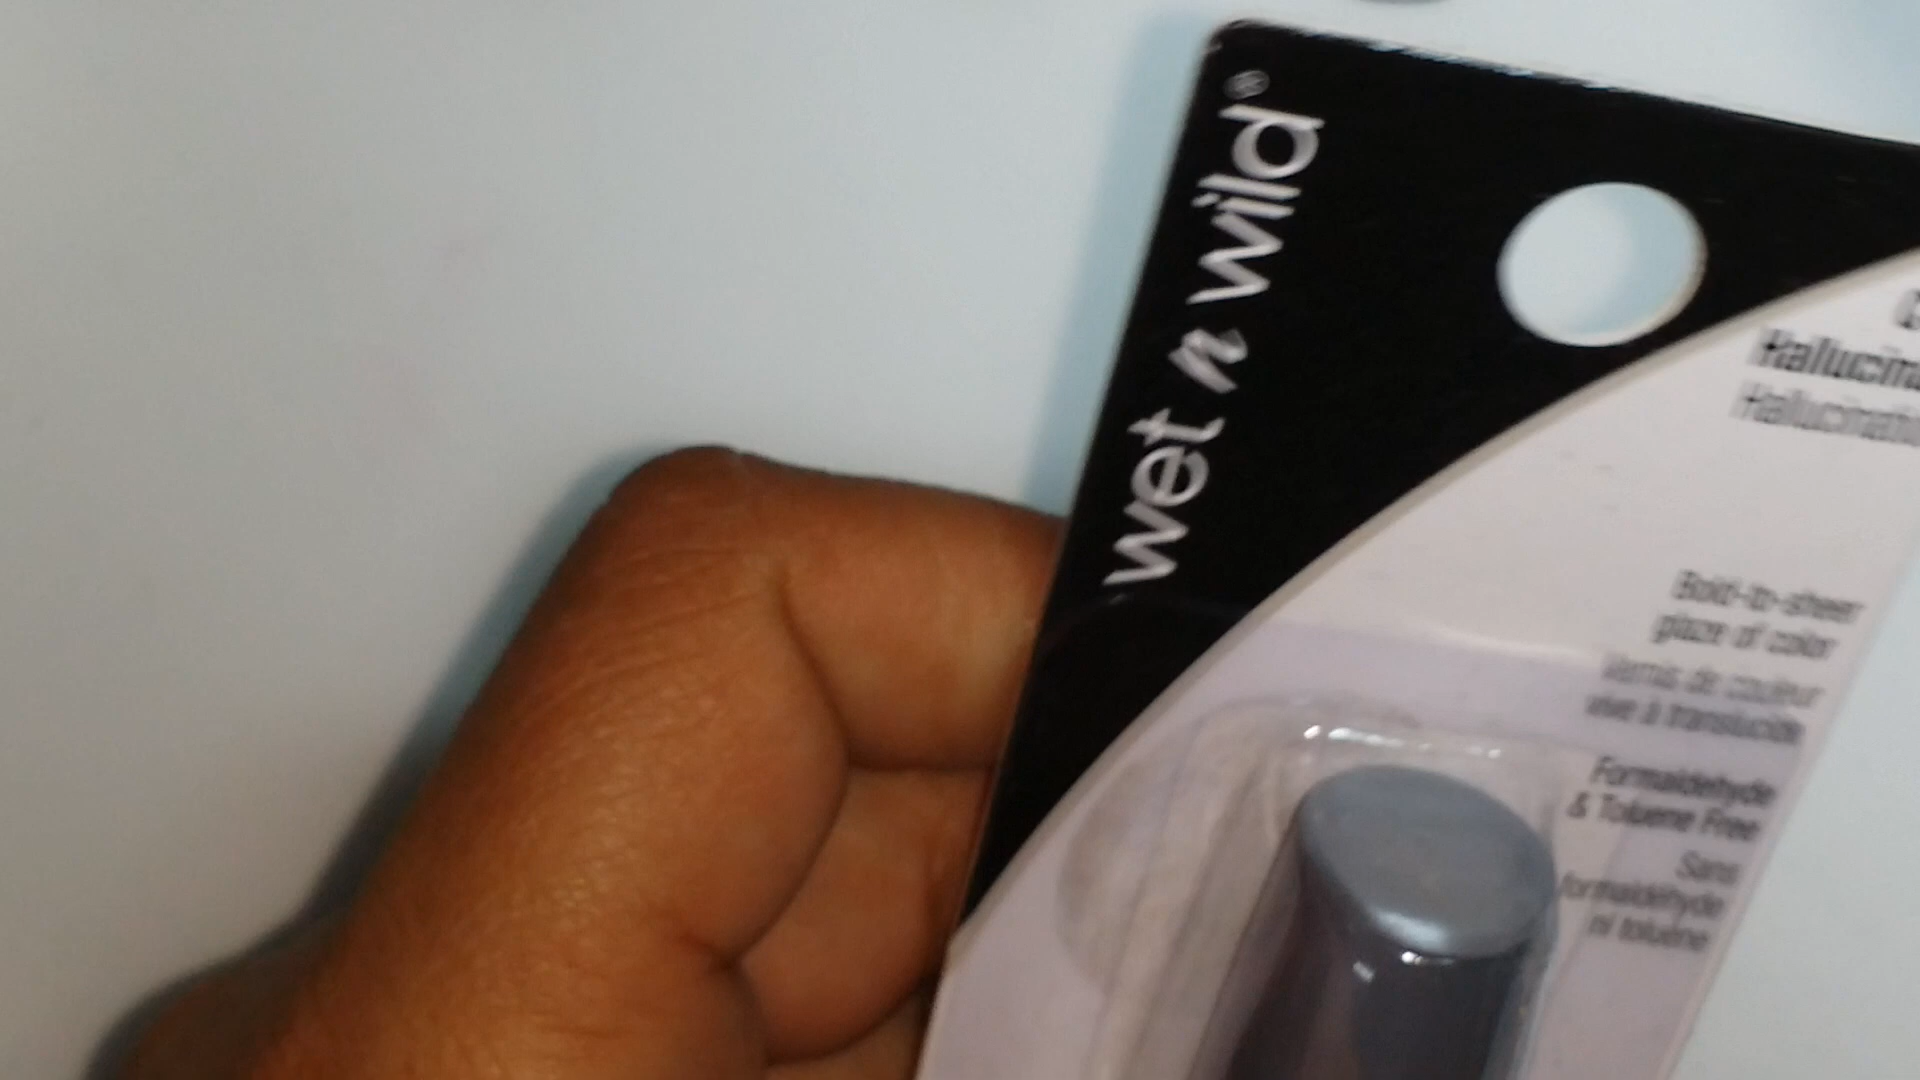 wet n wild®
Bold-to-sheer
glaze of color
Vernis de couleur
vive à translucide
Formaldehyde
& Toluene Free
Sans
formaldéhyde
ni toluène